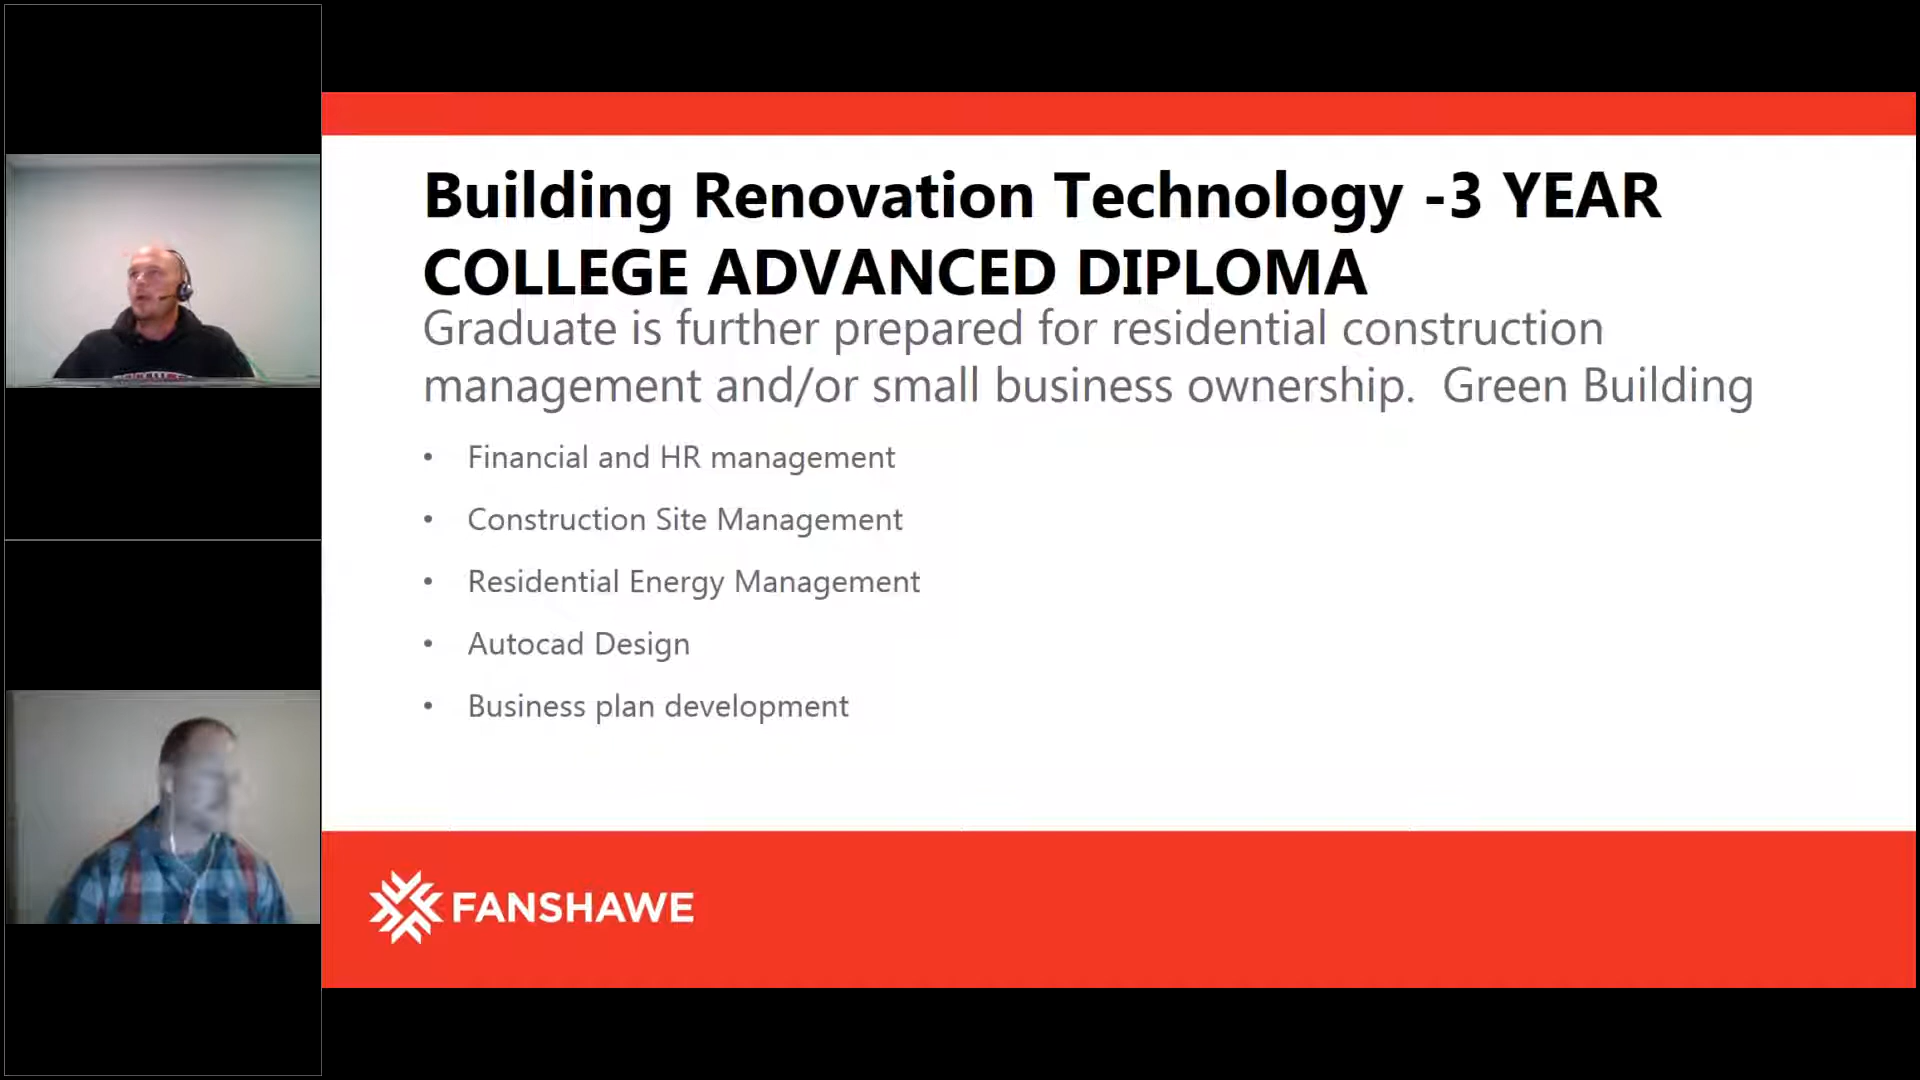 Building Renovation Technology -3 YEAR
COLLEGE ADVANCED DIPLOMA
Graduate is further prepared for residential construction
management and/or small business ownership.  Green Building
• Financial and HR management
• Construction Site Management
• Residential Energy Management
• Autocad Design
• Business plan development
FANSHAWE